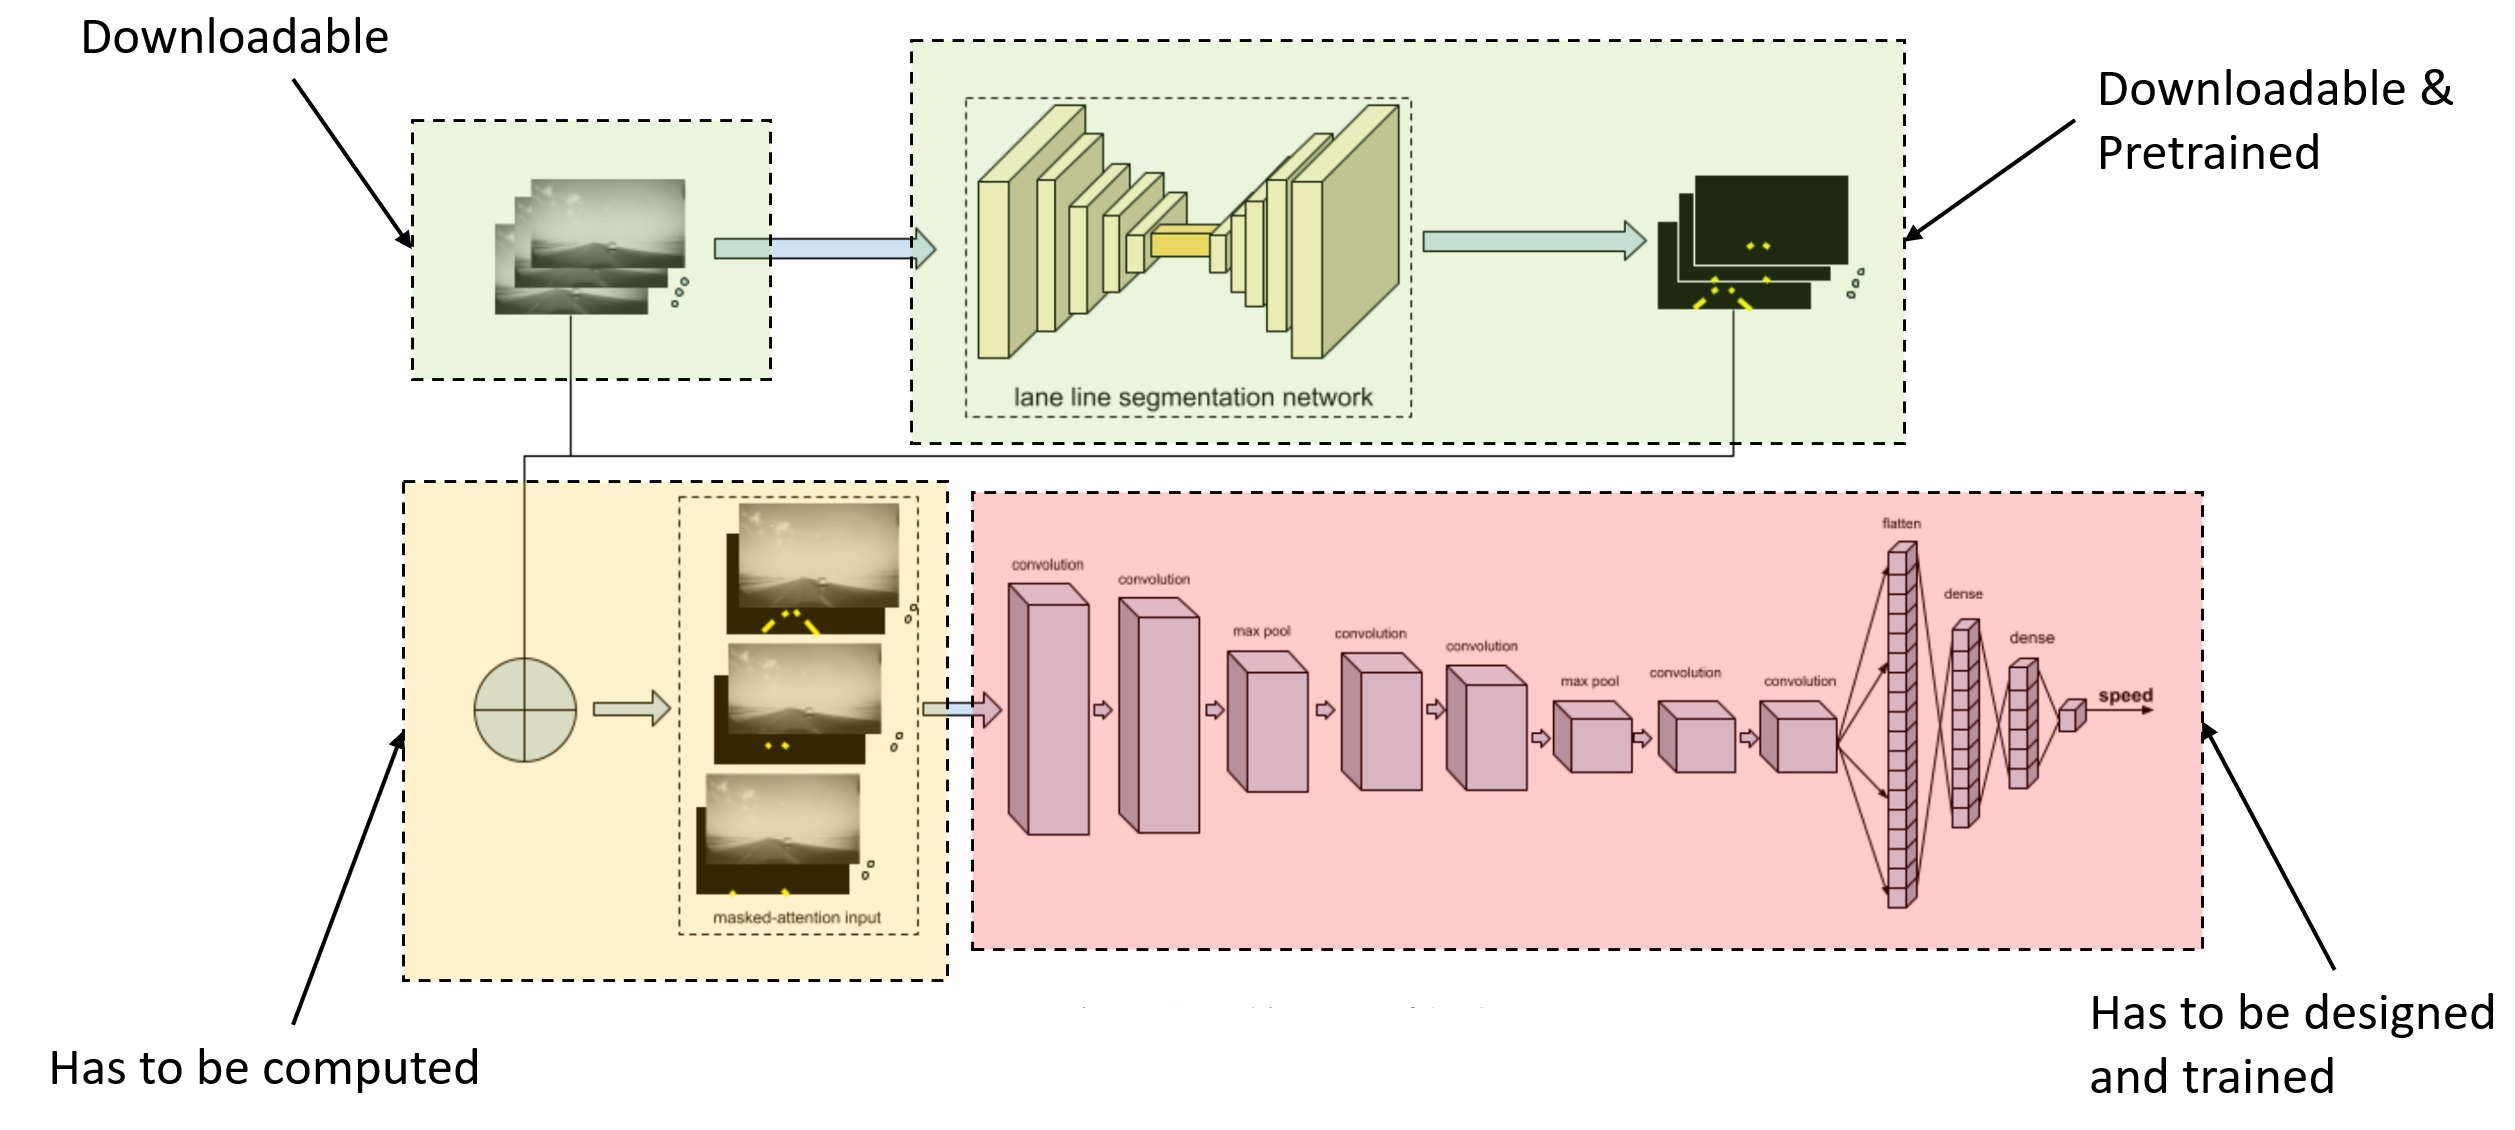 Downloadable
Downloadable &
Pretrained
lane line segmentation network
flatten
convolution
convolution
dense
max pool
convolution
dense
convolution
max pool
convolution
convolution
speed
masked-attention input
Has to be computed
Has to be designed
and trained